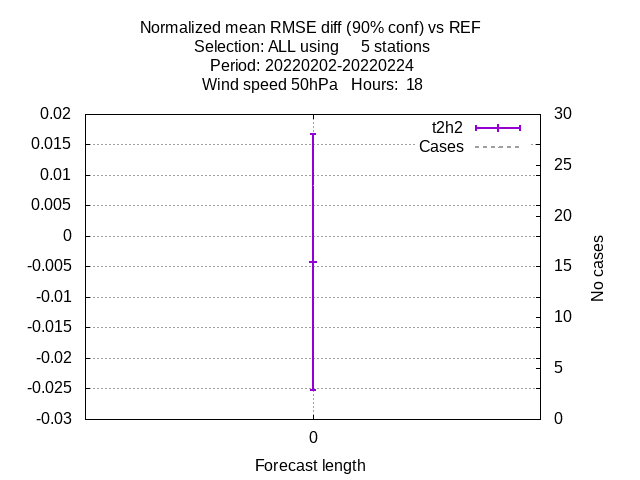 Normalized mean RMSE diff (90% conf) vs REF
Selection: ALL using     5 stations
Period: 20220202-20220224
Wind speed 50hPa   Hours:  18
t2h2
Cases
0.02
0.015
0.01
0.005
0
-0.005
-0.01
-0.015
-0.02
-0.025
-0.03
30
25
20
15
10
5
0
No cases
0
Forecast length